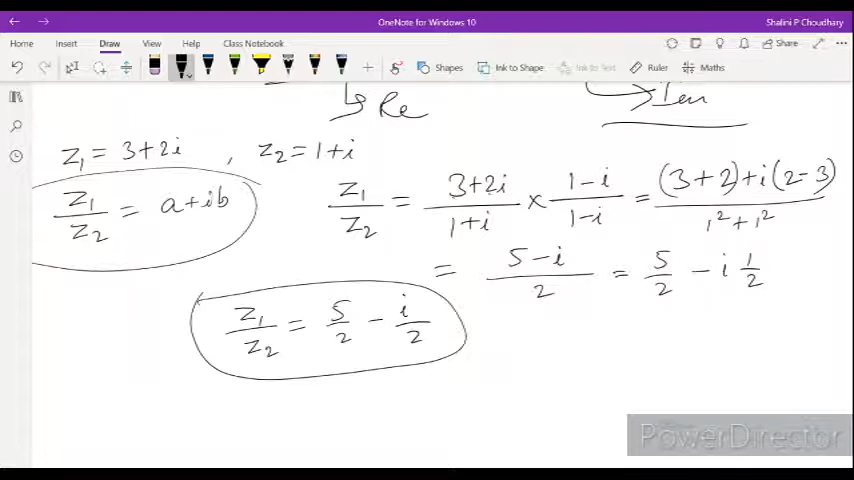 OneNote for Windows 10
Shalini P Choudhary
Home Insert Draw View Help Class Notebook Share
Shapes Ink to Shape Ink to Text Ruler Maths
Re
z₁ = 3+2i , z₂ = 1+i
z₁/z₂ = a+ib
z₁/z₂ = (3+2i)/(1+i) × (1-i)/(1-i) = ((3+2)+i(2-3))/(1²+1²)
= (5-i)/2 = 5/2 - i 1/2
z₁/z₂ = 5/2 - i/2
PowerDirector